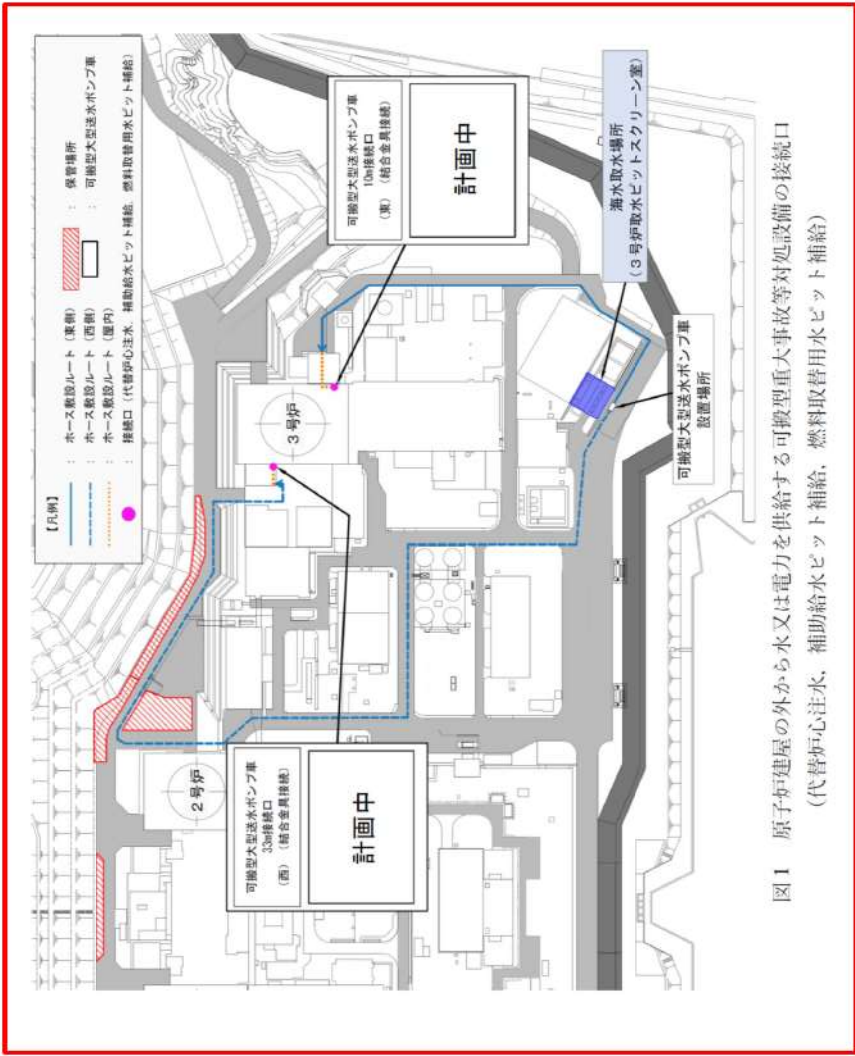 【凡例】
： ホース敷設ルート（東側）
： ホース敷設ルート（西側）
： ホース敷設ルート（屋内）
： 接続口（代替炉心注水、補助給水ピット補給、燃料取替用水ピット補給）
： 保管場所
： 可搬型大型送水ポンプ車
可搬型大型送水ポンプ車
33m接続口
（西）（結合金具接続）
計画中
可搬型大型送水ポンプ車
10m接続口
（東）（結合金具接続）
計画中
２号炉
３号炉
海水取水場所
（３号炉取水ピットスクリーン室）
可搬型大型送水ポンプ車
設置場所
図1 原子炉建屋の外から水又は電力を供給する可搬型重大事故等対処設備の接続口
（代替炉心注水，補助給水ピット補給，燃料取替用水ピット補給）